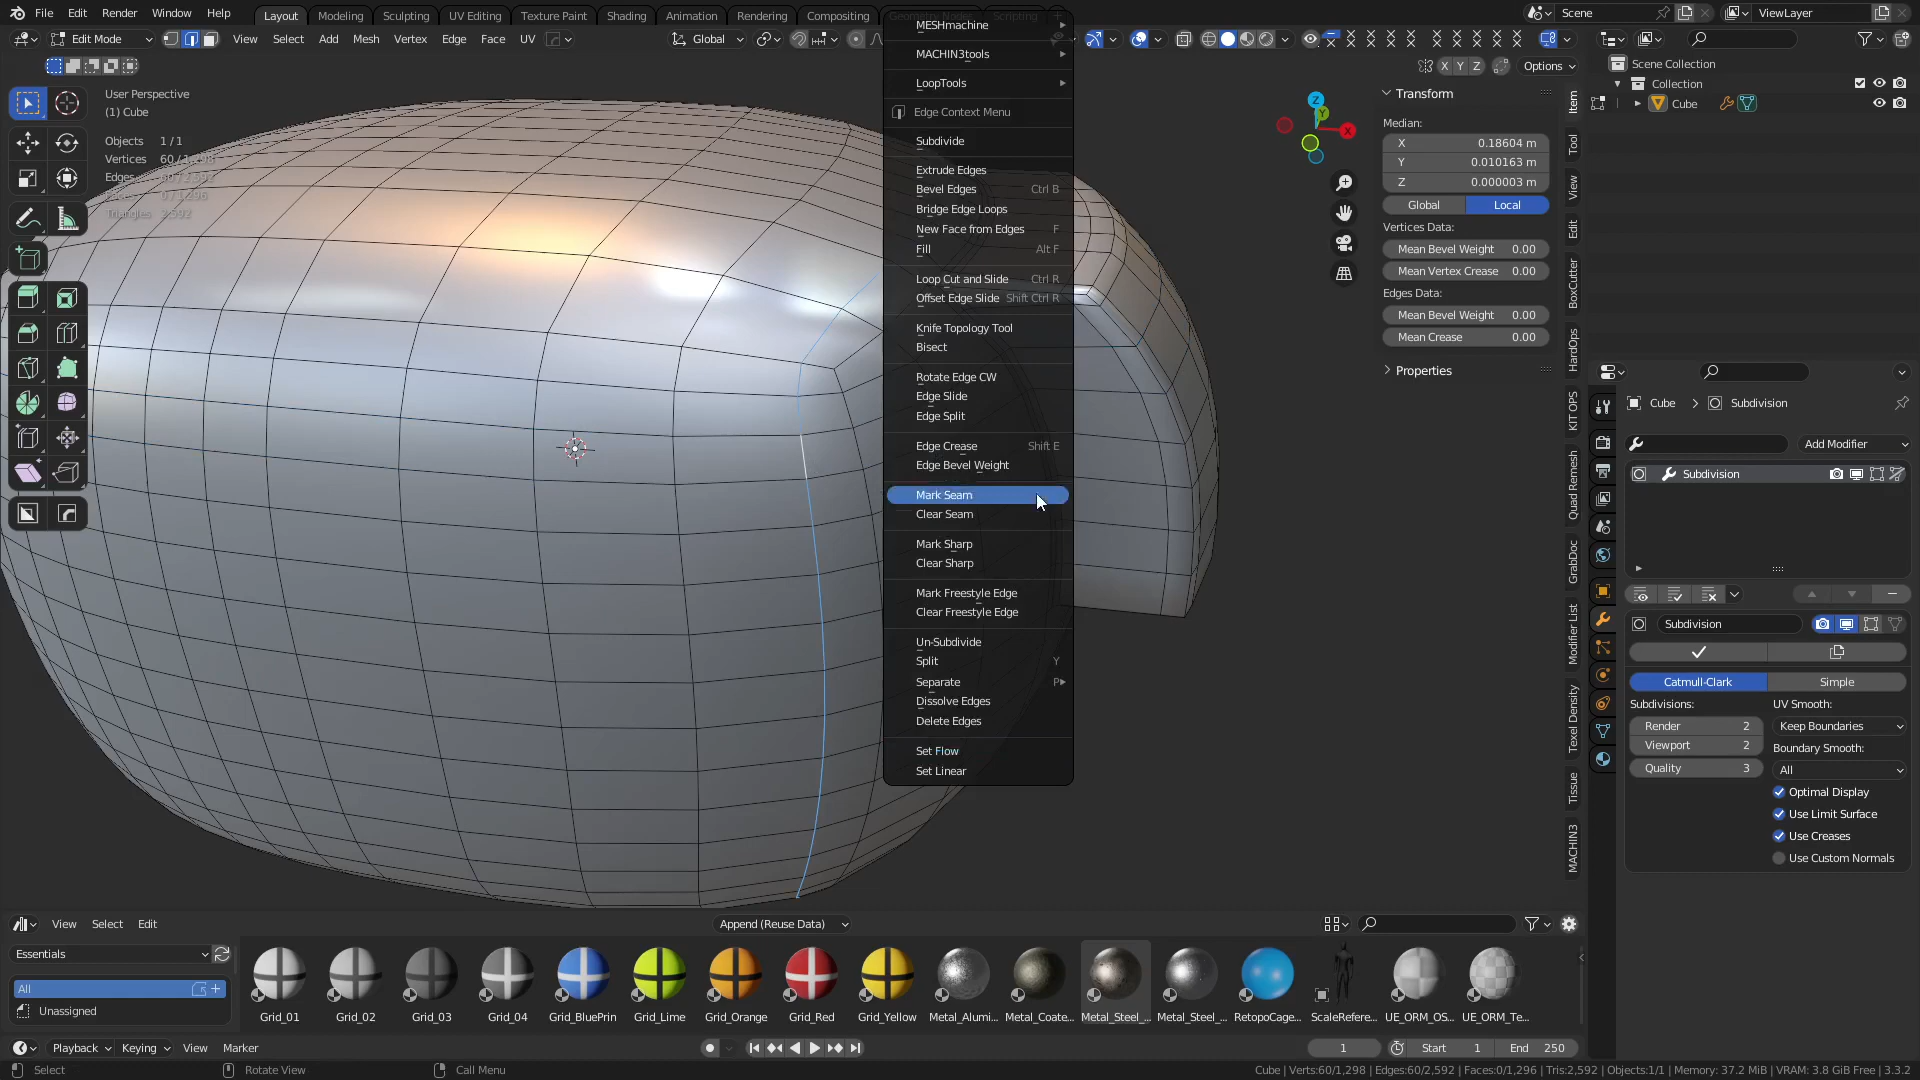 File Edit Render Window Help Layout Modeling Sculpting UV Editing Texture Paint Shading Animation Rendering Compositing Scene ViewLayer
Edit Mode View Select Add Mesh Vertex Edge Face UV Global
X Y Z Options
User Perspective
(1) Cube
Objects 1/1
Vertices 60/1,298
Edges 60/2,592
Faces 0/1,296
Triangles 2,592
MESHmachine
MACHIN3tools
LoopTools
Edge Context Menu
Subdivide
Extrude Edges
Bevel Edges Ctrl B
Bridge Edge Loops
New Face from Edges F
Fill Alt F
Loop Cut and Slide Ctrl R
Offset Edge Slide Shift Ctrl R
Knife Topology Tool
Bisect
Rotate Edge CW
Edge Slide
Edge Split
Edge Crease Shift E
Edge Bevel Weight
Mark Seam
Clear Seam
Mark Sharp
Clear Sharp
Mark Freestyle Edge
Clear Freestyle Edge
Un-Subdivide
Split Y
Separate P
Dissolve Edges
Delete Edges
Set Flow
Set Linear
Z
Y
X
Transform
Median:
X 0.18604 m
Y 0.010163 m
Z 0.000003 m
Global Local
Vertices Data:
Mean Bevel Weight 0.00
Mean Vertex Crease 0.00
Edges Data:
Mean Bevel Weight 0.00
Mean Crease 0.00
Properties
Item
Tool
View
Edit
BoxCutter
HardOps
KIT OPS
Quad Remesh
GrabDoc
Modifier List
Texel Density
Tissue
MACHIN3
Scene Collection
Collection
Cube
Cube Subdivision
Add Modifier
Subdivision
Subdivision
Catmull-Clark Simple
Subdivisions: UV Smooth:
Render 2 Keep Boundaries
Viewport 2 Boundary Smooth:
Quality 3 All
Optimal Display
Use Limit Surface
Use Creases
Use Custom Normals
View Select Edit Append (Reuse Data)
Essentials
All
Unassigned
Grid_01 Grid_02 Grid_03 Grid_04 Grid_BluePrin Grid_Lime Grid_Orange Grid_Red Grid_Yellow Metal_Alumi... Metal_Coate... Metal_Steel_... Metal_Steel_... RetopoCage... ScaleRefere... UE_ORM_OS... UE_ORM_Te...
Playback Keying View Marker 1 Start 1 End 250
Select Rotate View Call Menu Cube | Verts:60/1,298 | Edges:60/2,592 | Faces:0/1,296 | Tris:2,592 | Objects:1/1 | Memory: 37.2 MiB | VRAM: 3.8 GiB Free | 3.3.2